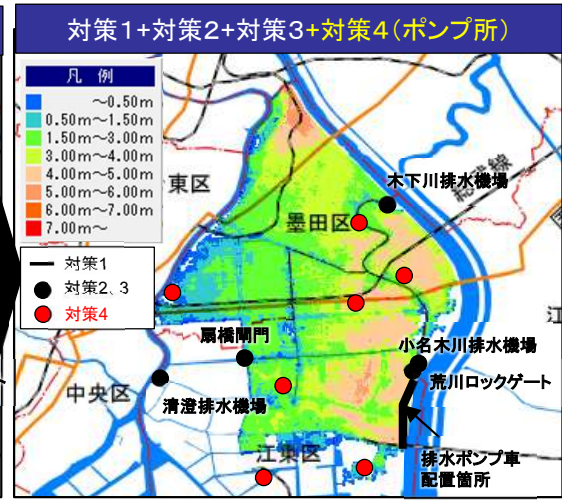 対策1+対策2+対策3+対策4(ポンプ所)
凡 例
～0.50m
0.50m～1.50m
1.50m～3.00m
3.00m～4.00m
4.00m～5.00m
5.00m～6.00m
6.00m～7.00m
7.00m～
対策1
対策2、3
対策4
東区
墨田区
木下川排水機場
総武線
扇橋閘門
小名木川排水機場
荒川ロックゲート
中央区
清澄排水機場
江東区
排水ポンプ車
配置箇所
江